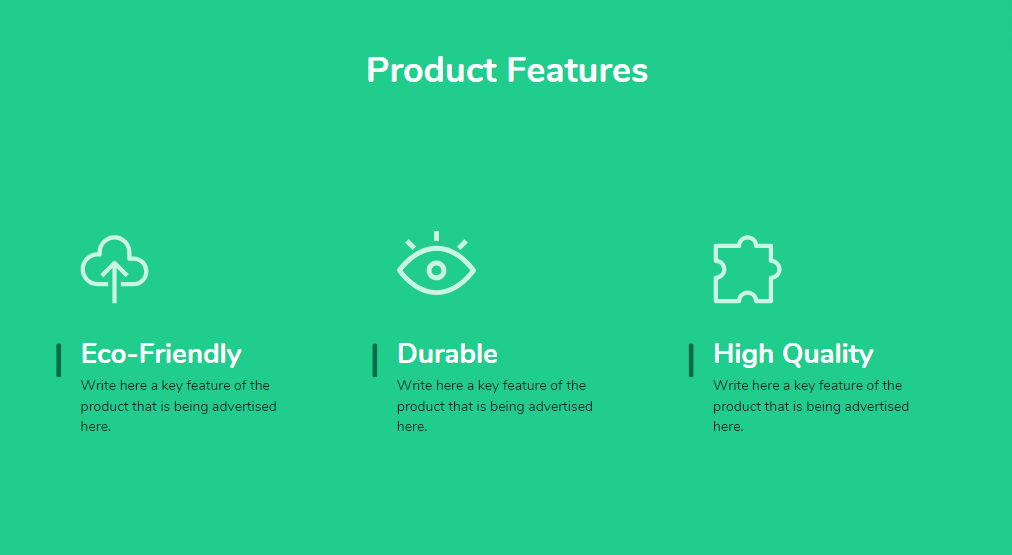 Product Features
Eco-Friendly
Write here a key feature of the
product that is being advertised
here.
Durable
Write here a key feature of the
product that is being advertised
here.
High Quality
Write here a key feature of the
product that is being advertised
here.